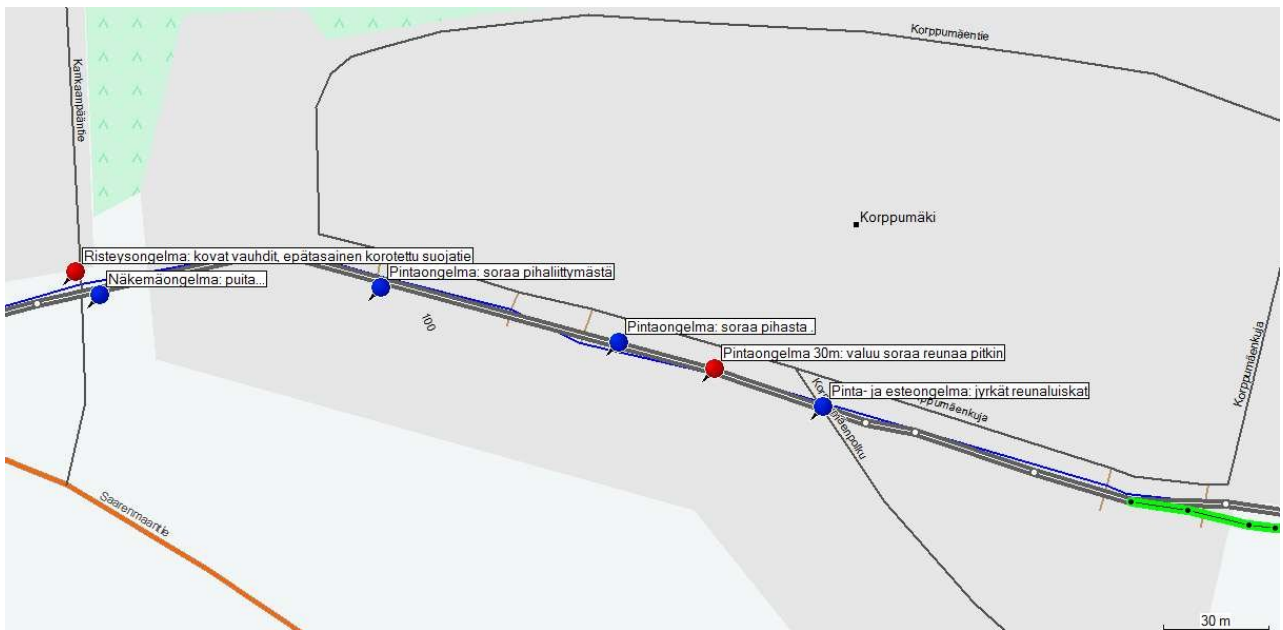 Korppumäentie
Kankaanpääntie
Korppumäki
Risteysongelma: kovat vauhdit, epätasainen korotettu suojatie
Näkemäongelma: puita...
Pintaongelma: soraa pihaliittymästä
100
Pintaongelma: soraa pihasta .
Pintaongelma 30m: valuu soraa reunaa pitkin
Pinta- ja esteongelma: jyrkät reunaluiskat
Korppumäenkuja
Saarenmaantie
30 m